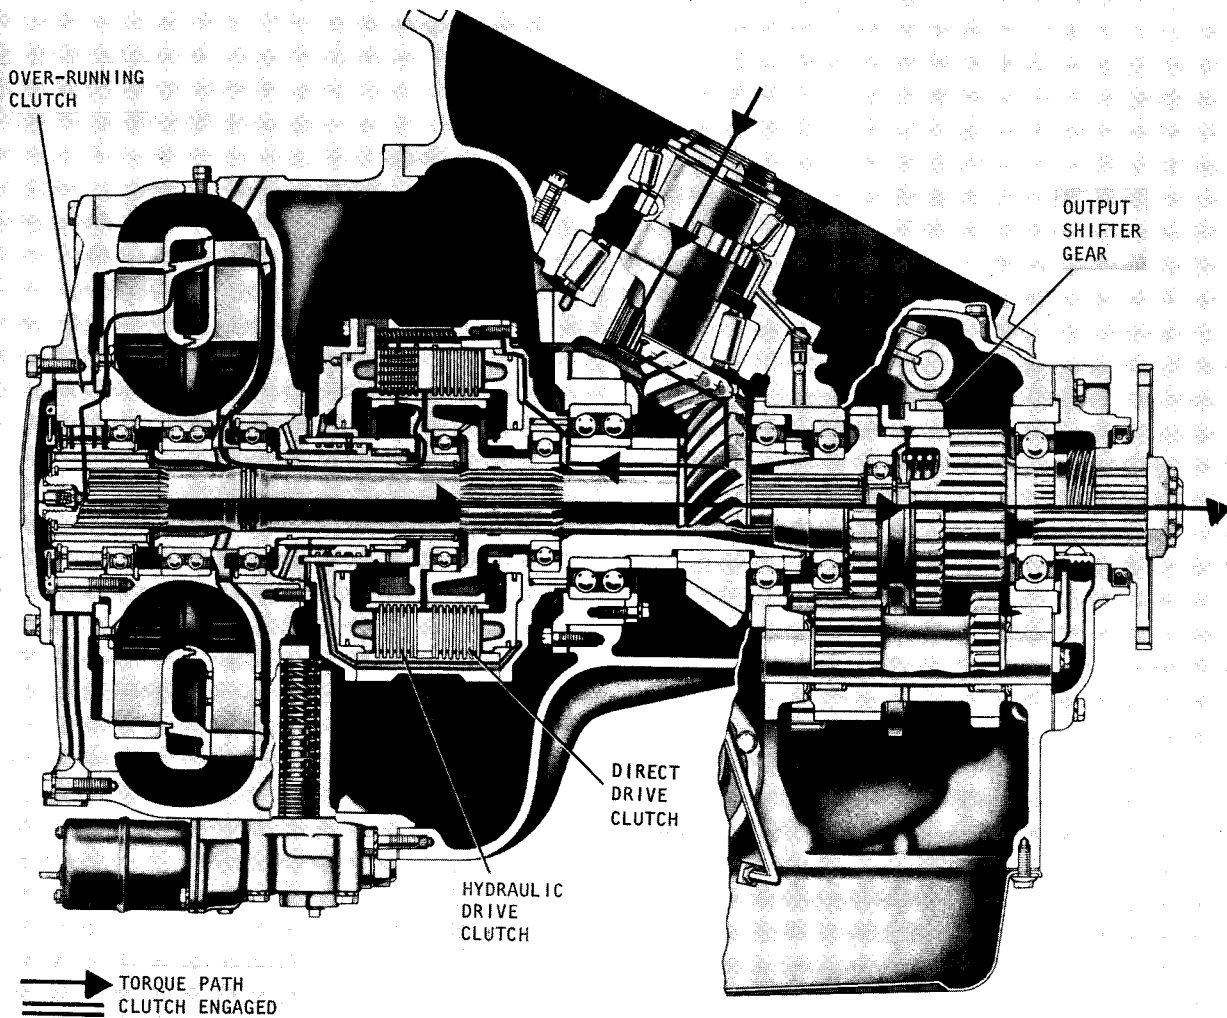 OVER-RUNNING
CLUTCH
OUTPUT
SHIFTER
GEAR
DIRECT
DRIVE
CLUTCH
HYDRAULIC
DRIVE
CLUTCH
TORQUE PATH
CLUTCH ENGAGED